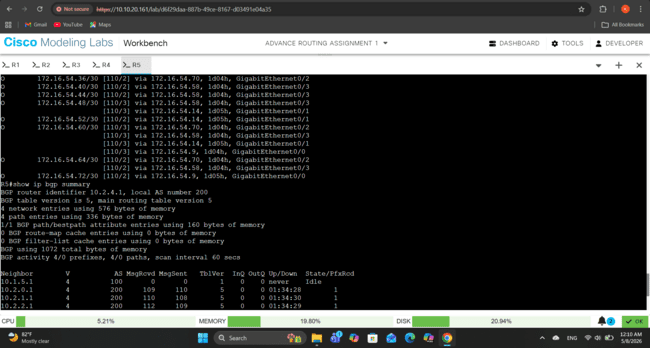 Not secure https://10.10.20.161/lab/d6f29daa-887b-49ce-8167-d03491e04a35
Gmail YouTube Maps All Bookmarks
Cisco Modeling Labs Workbench ADVANCE ROUTING ASSIGNMENT 1 DASHBOARD TOOLS DEVELOPER
R1 R2 R3 R4 R5
O 172.16.54.36/30 [110/2] via 172.16.54.70, 1d04h, GigabitEthernet0/2
O 172.16.54.40/30 [110/2] via 172.16.54.58, 1d04h, GigabitEthernet0/3
O 172.16.54.44/30 [110/2] via 172.16.54.58, 1d04h, GigabitEthernet0/3
O 172.16.54.48/30 [110/3] via 172.16.54.58, 1d04h, GigabitEthernet0/3
[110/3] via 172.16.54.14, 1d05h, GigabitEthernet0/1
O 172.16.54.52/30 [110/2] via 172.16.54.14, 1d04h, GigabitEthernet0/1
O 172.16.54.60/30 [110/3] via 172.16.54.70, 1d04h, GigabitEthernet0/2
[110/3] via 172.16.54.58, 1d04h, GigabitEthernet0/3
[110/3] via 172.16.54.14, 1d04h, GigabitEthernet0/1
[110/3] via 172.16.54.9, 1d04h, GigabitEthernet0/0
O 172.16.54.64/30 [110/2] via 172.16.54.70, 1d04h, GigabitEthernet0/2
[110/2] via 172.16.54.58, 1d04h, GigabitEthernet0/3
O 172.16.54.72/30 [110/2] via 172.16.54.9, 1d05h, GigabitEthernet0/0
R5#show ip bgp summary
BGP router identifier 10.2.4.1, local AS number 200
BGP table version is 5, main routing table version 5
4 network entries using 576 bytes of memory
4 path entries using 336 bytes of memory
1/1 BGP path/bestpath attribute entries using 160 bytes of memory
0 BGP route-map cache entries using 0 bytes of memory
0 BGP filter-list cache entries using 0 bytes of memory
BGP using 1072 total bytes of memory
BGP activity 4/0 prefixes, 4/0 paths, scan interval 60 secs
Neighbor V AS MsgRcvd MsgSent TblVer InQ OutQ Up/Down State/PfxRcd
10.1.5.1 4 100 0 0 1 0 0 never Idle
10.2.0.1 4 200 109 110 5 0 0 01:34:28 1
10.2.1.1 4 200 110 108 5 0 0 01:34:30 1
10.2.2.1 4 200 112 109 5 0 0 01:34:29 1
CPU 5.21% MEMORY 19.80% DISK 20.94% 2 OK
82°F
Mostly clear
Search
ENG
12:10 AM
5/8/2026